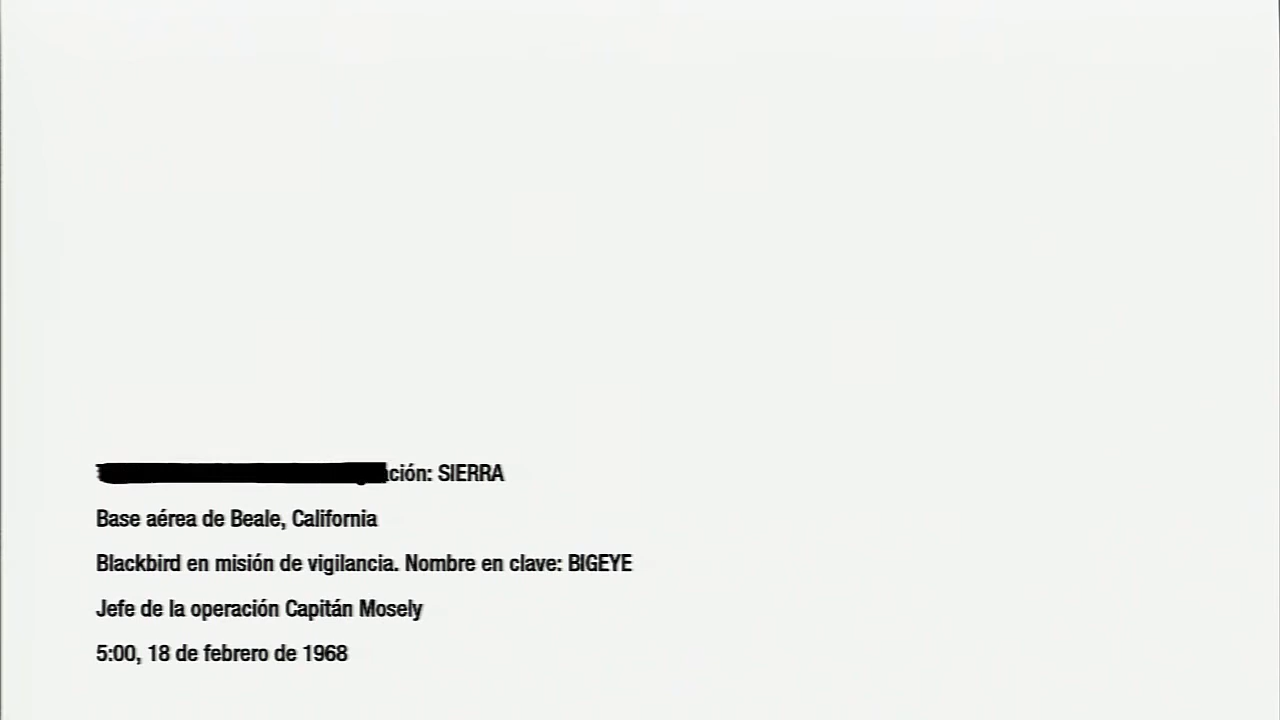 ción: SIERRA
Base aérea de Beale, California
Blackbird en misión de vigilancia. Nombre en clave: BIGEYE
Jefe de la operación Capitán Mosely
5:00, 18 de febrero de 1968